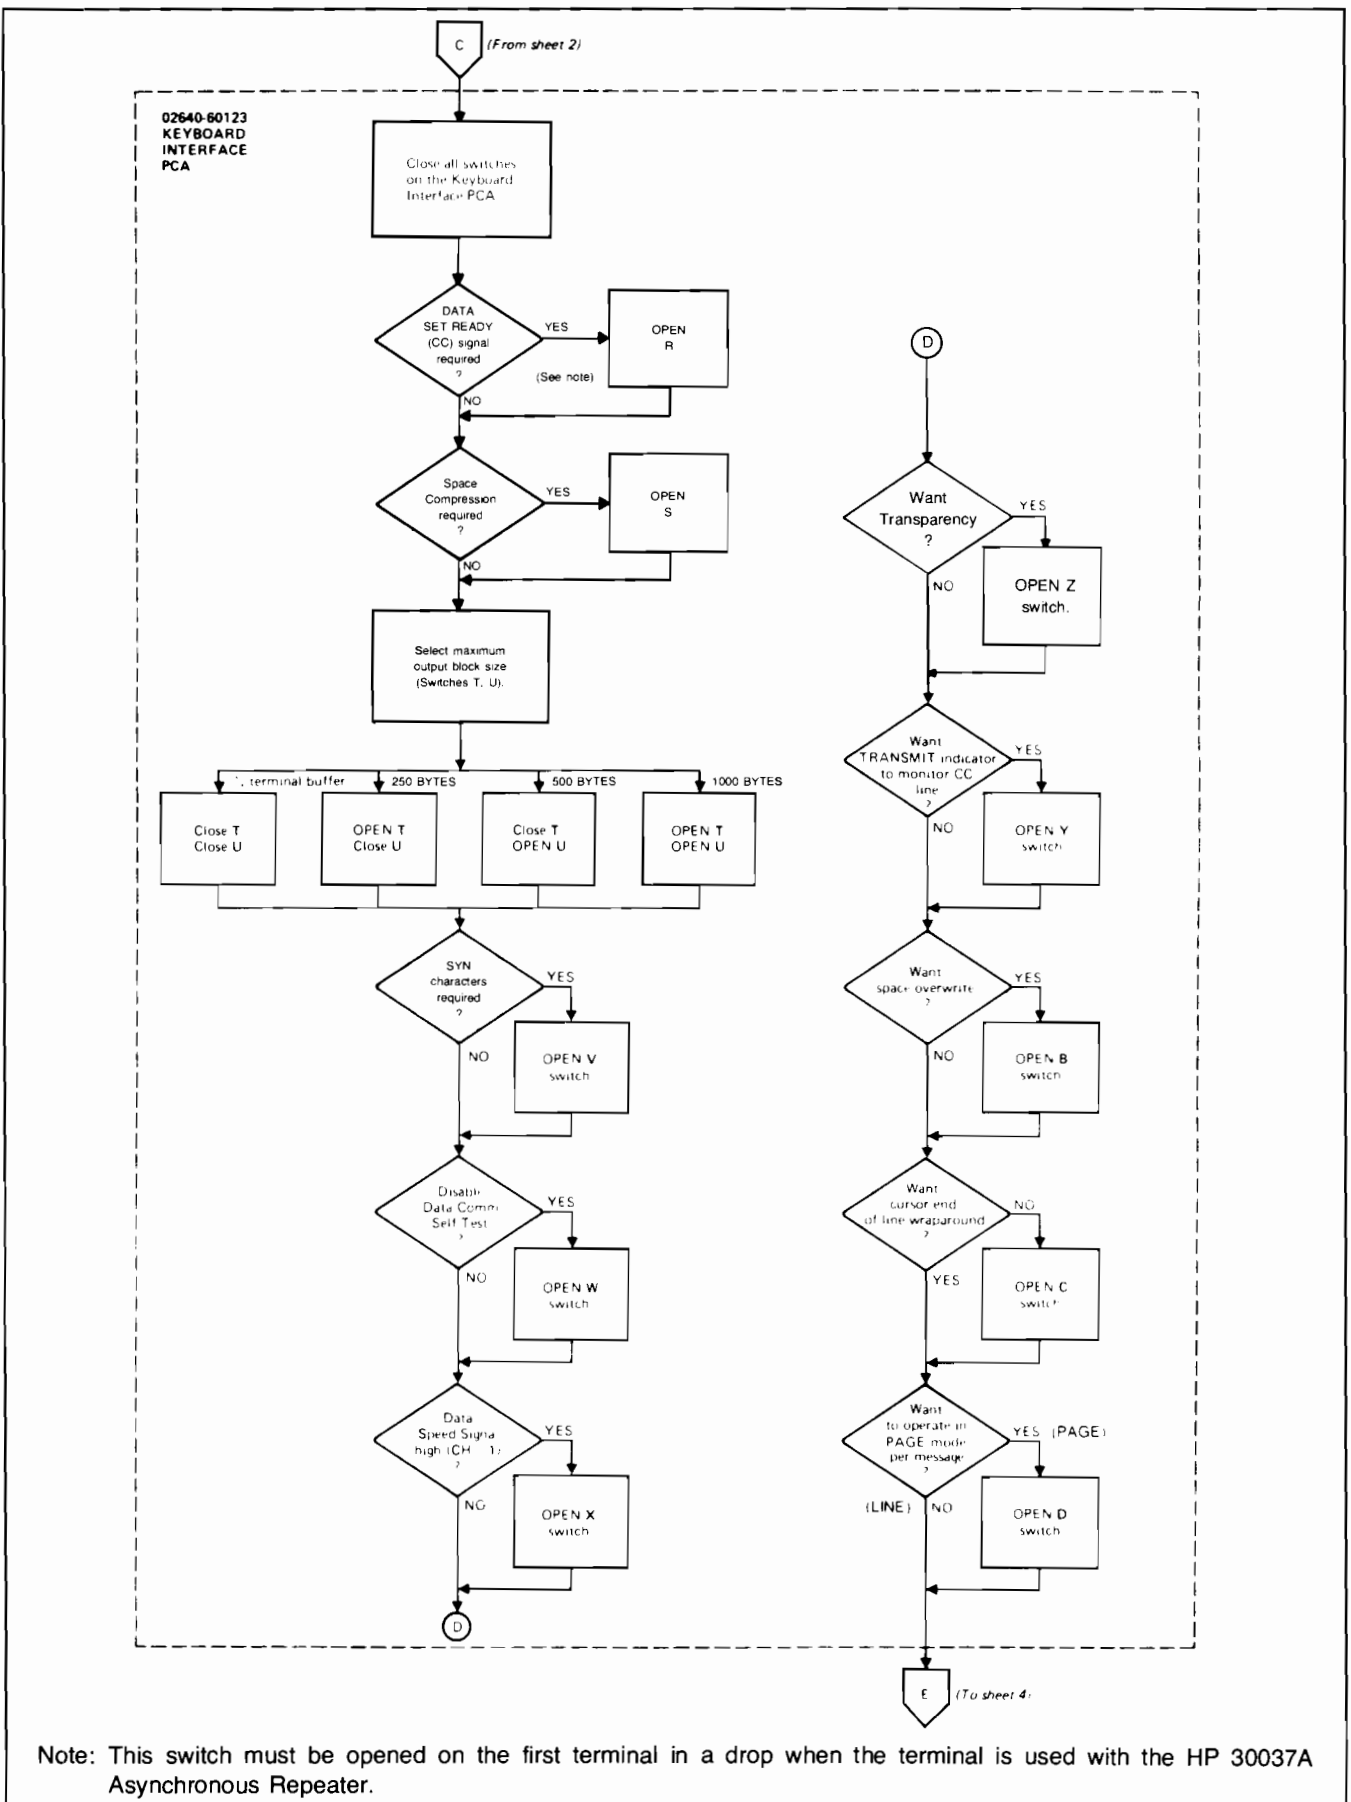 C (From sheet 2)
02640-60123
KEYBOARD
INTERFACE
PCA
Close all switches
on the Keyboard
Interface PCA
DATA
SET READY
(CC) signal
required
?
YES
(See note)
NO
OPEN
R
Space
Compression
required
?
YES
NO
OPEN
S
Select maximum
output block size
(Switches T, U).
terminal buffer
250 BYTES
500 BYTES
1000 BYTES
Close T
Close U
OPEN T
Close U
Close T
OPEN U
OPEN T
OPEN U
SYN
characters
required
?
YES
NO
OPEN V
switch
Disable
Data Comm
Self Test
?
YES
NO
OPEN W
switch
Data
Speed Signal
high (CH 1)
?
YES
NO
OPEN X
switch
D
D
Want
Transparency
?
YES
NO
OPEN Z
switch.
Want
TRANSMIT indicator
to monitor CC
line
?
YES
NO
OPEN Y
switch
Want
space overwrite
?
YES
NO
OPEN B
switch
Want
cursor end
of line wraparound
?
NO
YES
OPEN C
switch
Want
to operate in
PAGE mode
per message
?
YES (PAGE)
(LINE) NO
OPEN D
switch
E (To sheet 4)
Note: This switch must be opened on the first terminal in a drop when the terminal is used with the HP 30037A
Asynchronous Repeater.